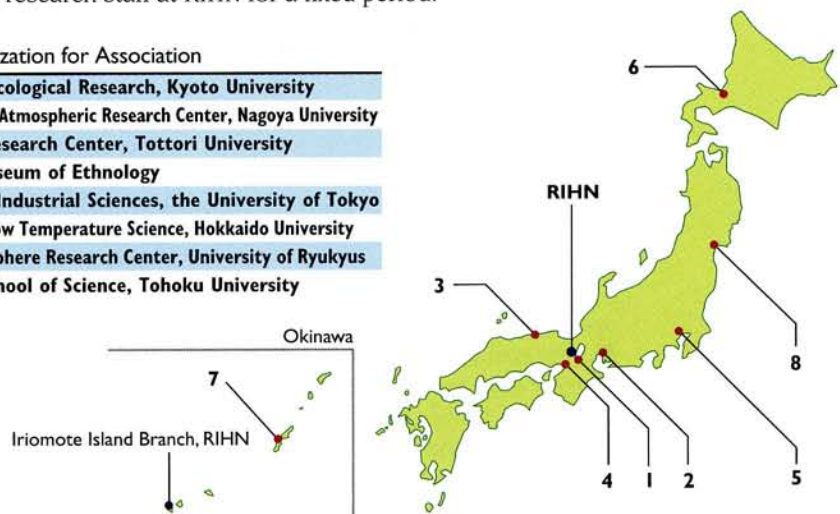 research staff at RIHN for a fixed period.
zation for Association
cological Research, Kyoto University
Atmospheric Research Center, Nagoya University
esearch Center, Tottori University
seum of Ethnology
Industrial Sciences, the University of Tokyo
ow Temperature Science, Hokkaido University
phere Research Center, University of Ryukyus
hool of Science, Tohoku University
6
RIHN
3
8
Okinawa
7
Iriomote Island Branch, RIHN
4
1
2
5